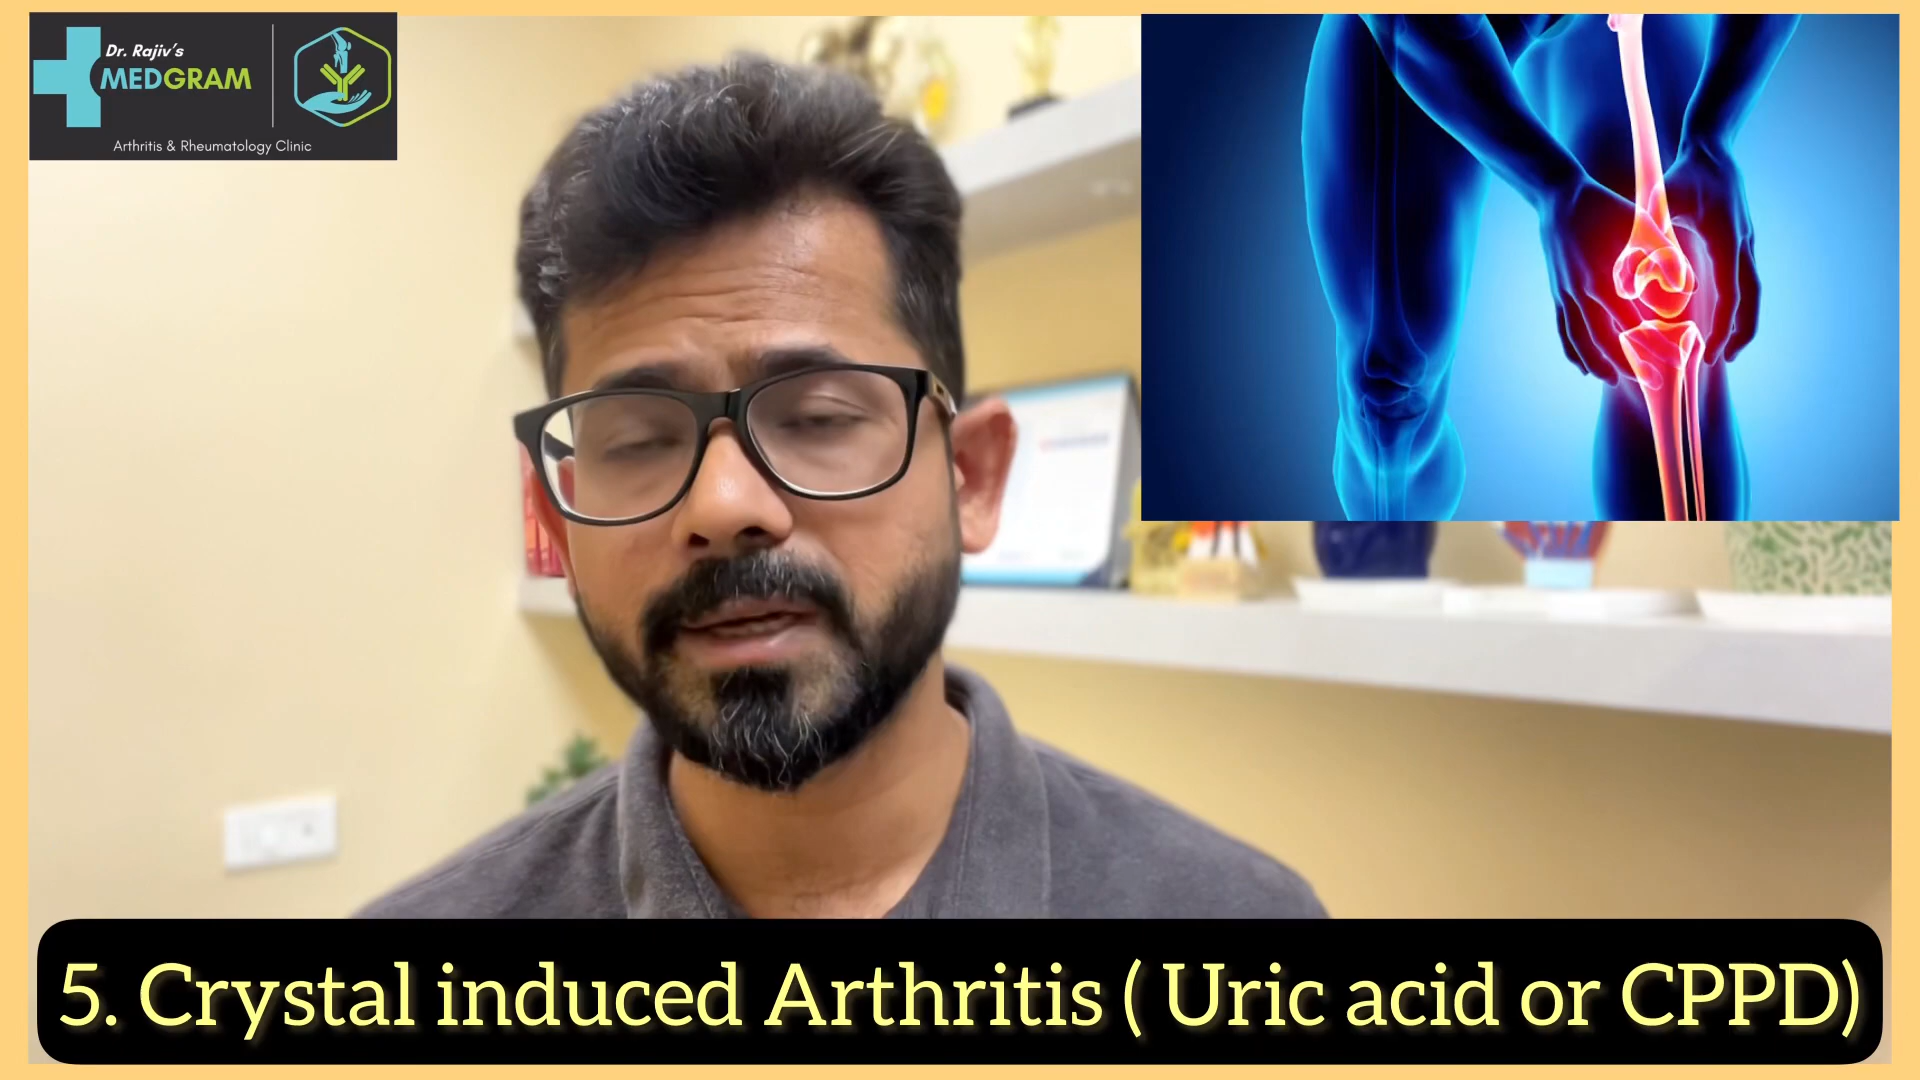 Dr. Rajiv's
MEDGRAM
Arthritis & Rheumatology Clinic
5. Crystal induced Arthritis ( Uric acid or CPPD)